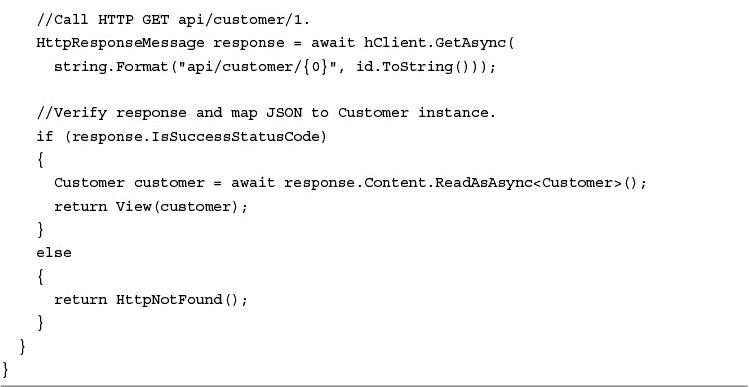 //Call HTTP GET api/customer/1.
    HttpResponseMessage response = await hClient.GetAsync(
      string.Format("api/customer/{0}", id.ToString()));

    //Verify response and map JSON to Customer instance.
    if (response.IsSuccessStatusCode)
    {
      Customer customer = await response.Content.ReadAsAsync<Customer>();
      return View(customer);
    }
    else
    {
      return HttpNotFound();
    }
  }
}